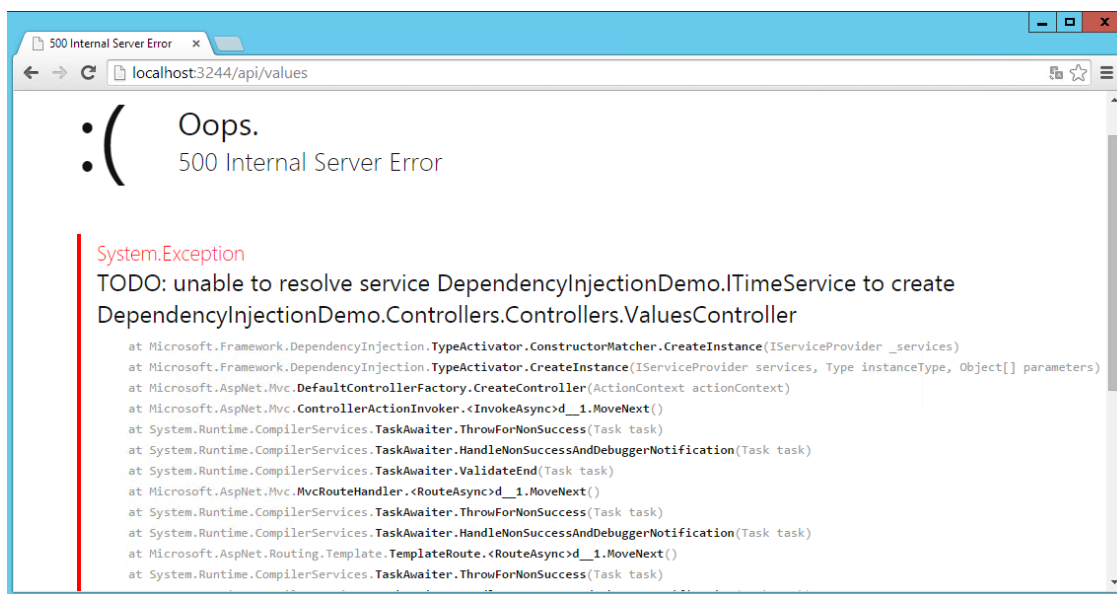 500 Internal Server Error
localhost:3244/api/values
:( Oops.
500 Internal Server Error
System.Exception
TODO: unable to resolve service DependencyInjectionDemo.ITimeService to create
DependencyInjectionDemo.Controllers.Controllers.ValuesController
at Microsoft.Framework.DependencyInjection.TypeActivator.ConstructorMatcher.CreateInstance(IServiceProvider _services)
at Microsoft.Framework.DependencyInjection.TypeActivator.CreateInstance(IServiceProvider services, Type instanceType, Object[] parameters)
at Microsoft.AspNet.Mvc.DefaultControllerFactory.CreateController(ActionContext actionContext)
at Microsoft.AspNet.Mvc.ControllerActionInvoker.<InvokeAsync>d__1.MoveNext()
at System.Runtime.CompilerServices.TaskAwaiter.ThrowForNonSuccess(Task task)
at System.Runtime.CompilerServices.TaskAwaiter.HandleNonSuccessAndDebuggerNotification(Task task)
at System.Runtime.CompilerServices.TaskAwaiter.ValidateEnd(Task task)
at Microsoft.AspNet.Mvc.MvcRouteHandler.<RouteAsync>d__1.MoveNext()
at System.Runtime.CompilerServices.TaskAwaiter.ThrowForNonSuccess(Task task)
at System.Runtime.CompilerServices.TaskAwaiter.HandleNonSuccessAndDebuggerNotification(Task task)
at Microsoft.AspNet.Routing.Template.TemplateRoute.<RouteAsync>d__1.MoveNext()
at System.Runtime.CompilerServices.TaskAwaiter.ThrowForNonSuccess(Task task)